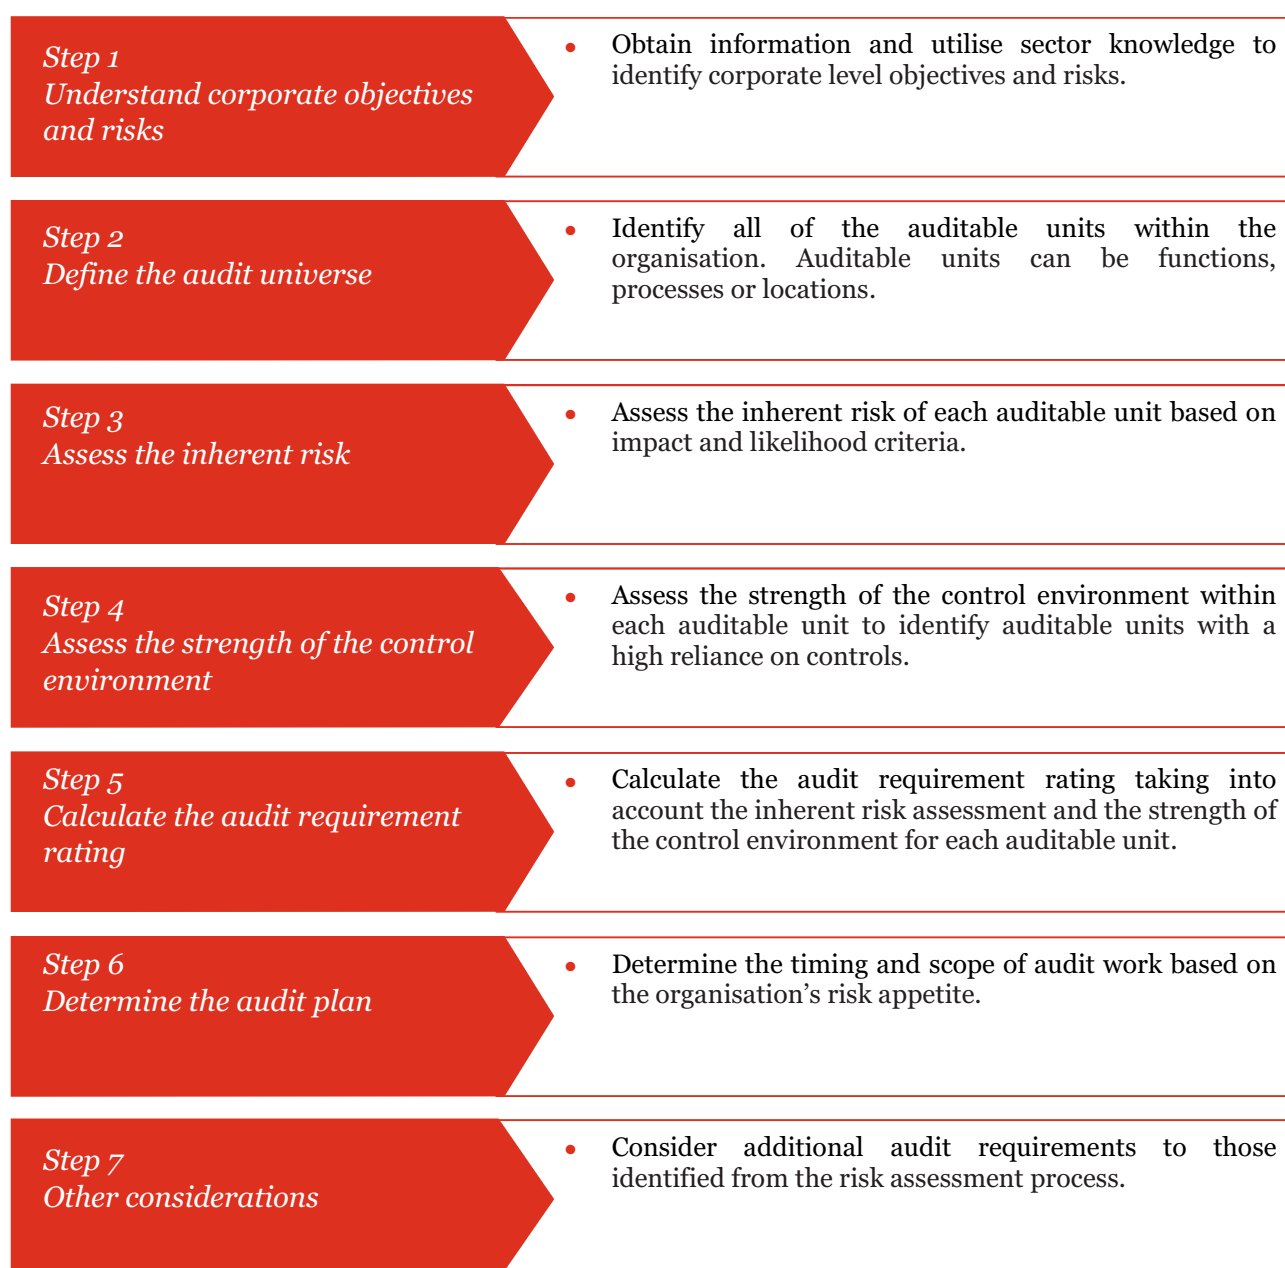 Step 1
Understand corporate objectives
and risks
• Obtain information and utilise sector knowledge to
identify corporate level objectives and risks.
Step 2
Define the audit universe
• Identify all of the auditable units within the
organisation. Auditable units can be functions,
processes or locations.
Step 3
Assess the inherent risk
• Assess the inherent risk of each auditable unit based on
impact and likelihood criteria.
Step 4
Assess the strength of the control
environment
• Assess the strength of the control environment within
each auditable unit to identify auditable units with a
high reliance on controls.
Step 5
Calculate the audit requirement
rating
• Calculate the audit requirement rating taking into
account the inherent risk assessment and the strength of
the control environment for each auditable unit.
Step 6
Determine the audit plan
• Determine the timing and scope of audit work based on
the organisation’s risk appetite.
Step 7
Other considerations
• Consider additional audit requirements to those
identified from the risk assessment process.